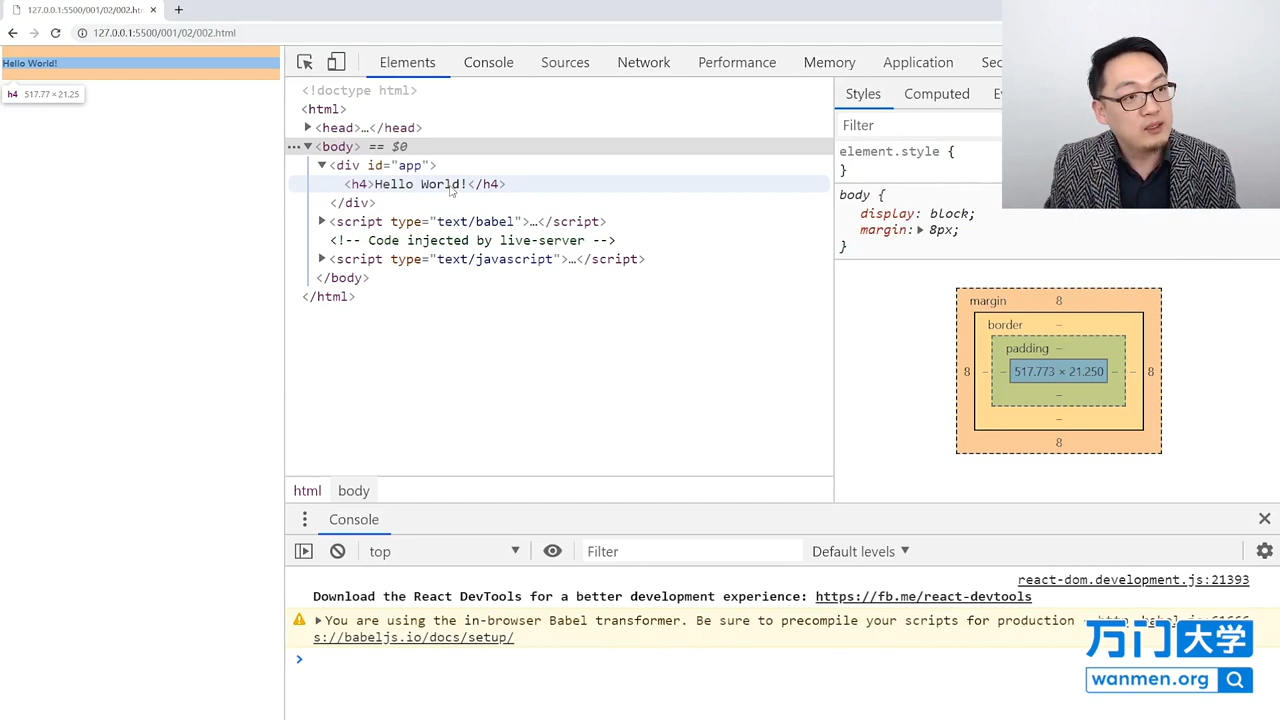 127.0.0.1:5500/001/02/002.htm
127.0.0.1:5500/001/02/002.html
Hello World!
h4 517.77 × 21.25
Elements Console Sources Network Performance Memory Application Sec
<!doctype html>
<html>
<head>…</head>
<body> == $0
<div id="app">
<h4>Hello World!</h4>
</div>
<script type="text/babel">…</script>
<!-- Code injected by live-server -->
<script type="text/javascript">…</script>
</body>
</html>
html body
Styles Computed
Filter
element.style {
}
body {
display: block;
margin: 8px;
}
margin 8
border –
padding –
8 – – 517.773 × 21.250 – – 8
–
–
8
Console
top Filter Default levels
react-dom.development.js:21393
Download the React DevTools for a better development experience: https://fb.me/react-devtools
You are using the in-browser Babel transformer. Be sure to precompile your scripts for production -
s://babeljs.io/docs/setup/
万门大学
wanmen.org